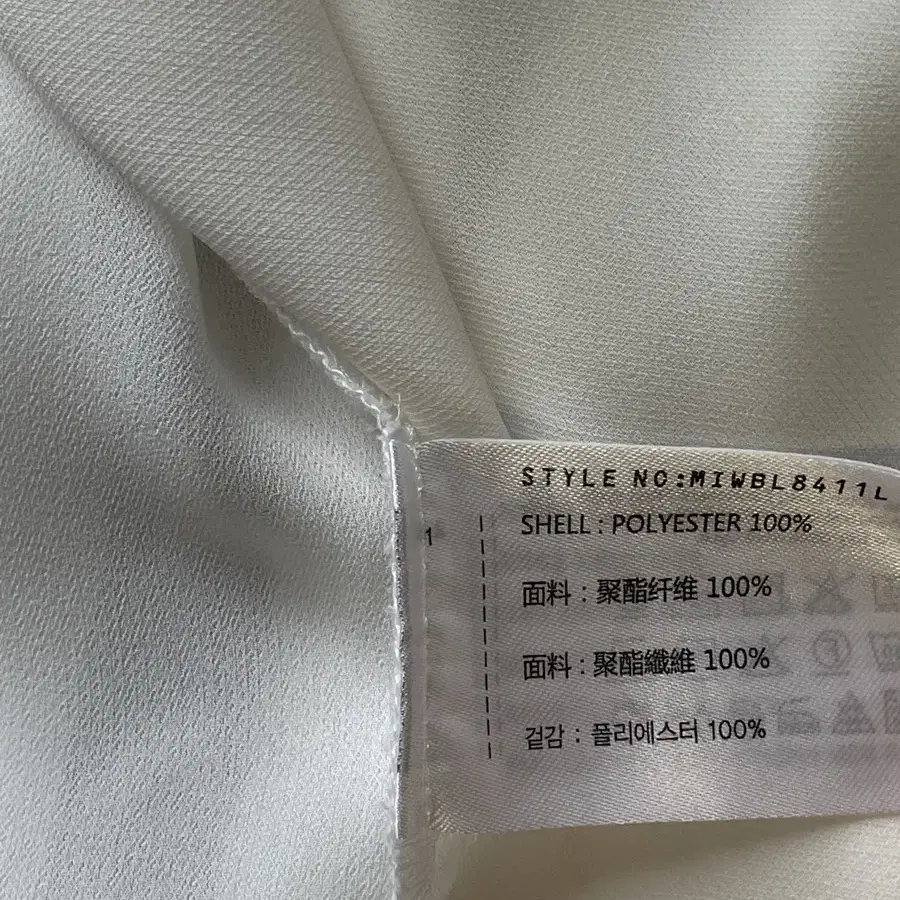 STYLE NO:MIWBL8411L
SHELL : POLYESTER 100%
1
面料 : 聚酯纤维 100%
面料 : 聚酯纖維 100%
겉감 : 폴리에스터 100%